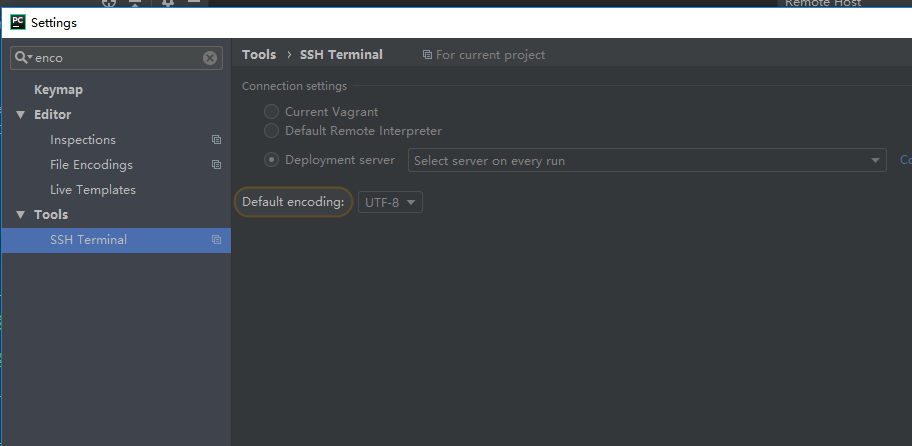 Remote Host
PC Settings
enco
Tools › SSH Terminal For current project
Keymap
Editor
Inspections
File Encodings
Live Templates
Tools
SSH Terminal
Connection settings
Current Vagrant
Default Remote Interpreter
Deployment server Select server on every run
Default encoding: UTF-8